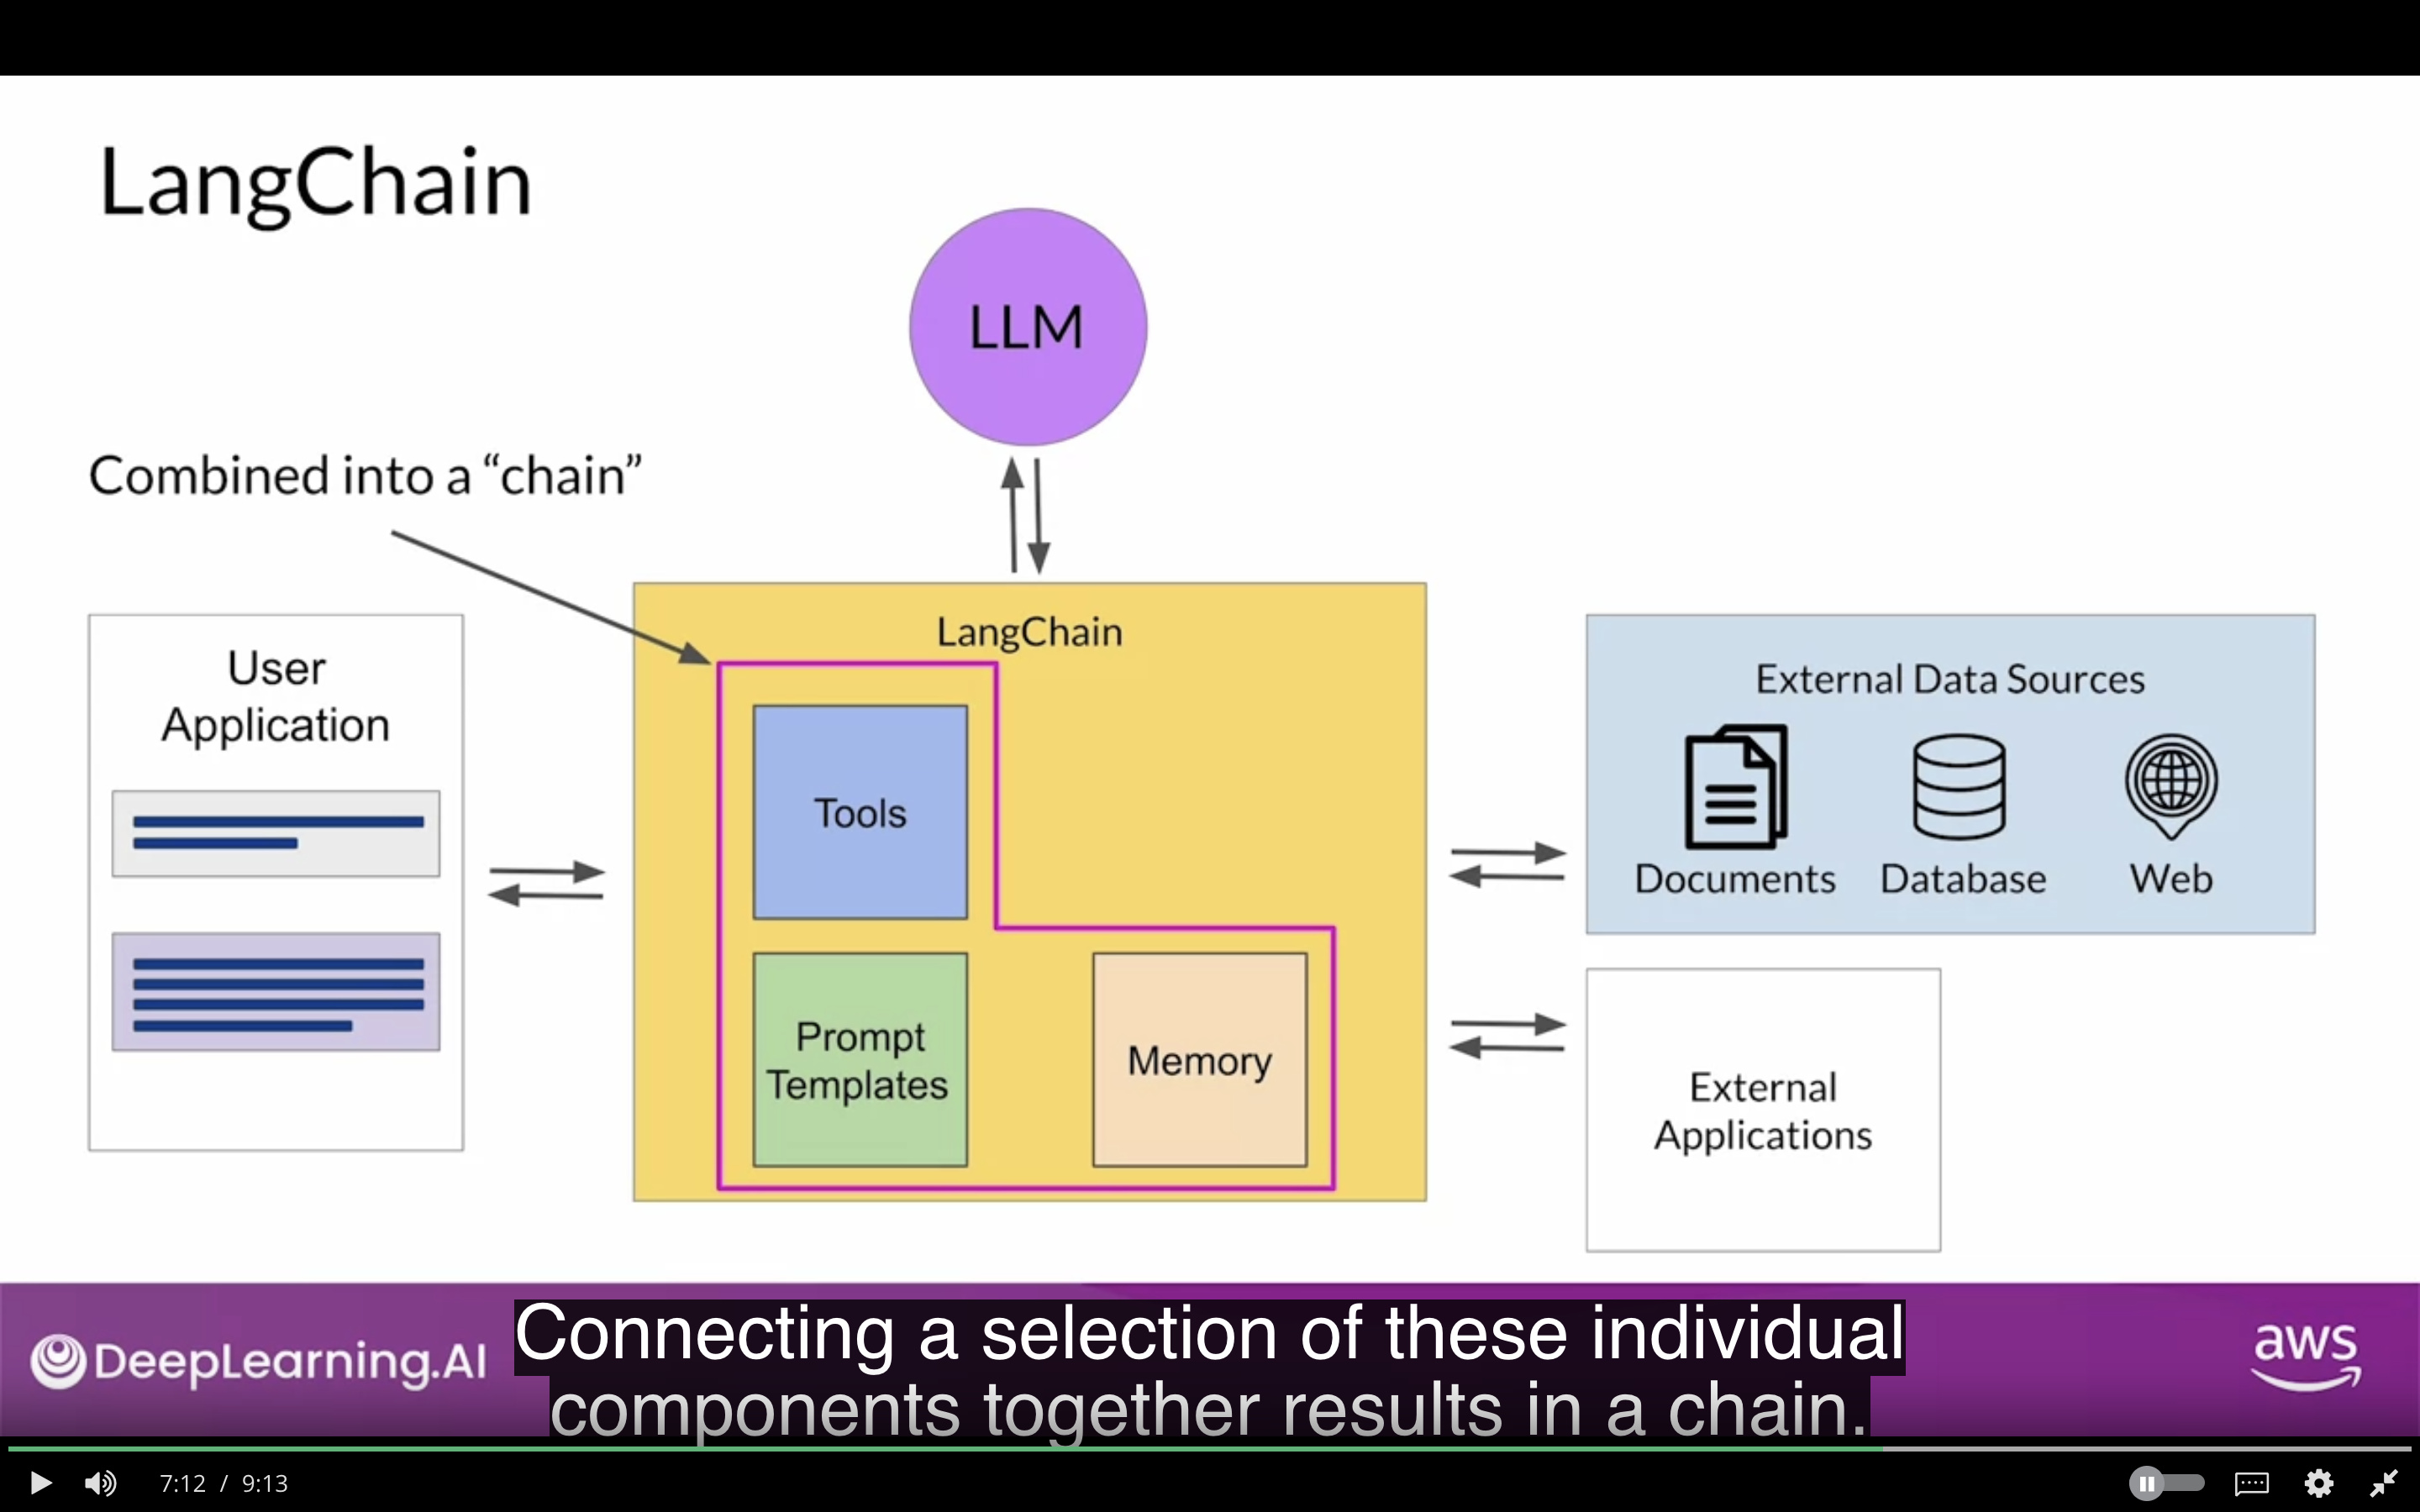 LangChain
LLM
Combined into a “chain”
LangChain
User
Application
Tools
Prompt
Templates
Memory
External Data Sources
Documents
Database
Web
External
Applications
DeepLearning.AI
Connecting a selection of these individual
components together results in a chain.
aws
7:12 / 9:13